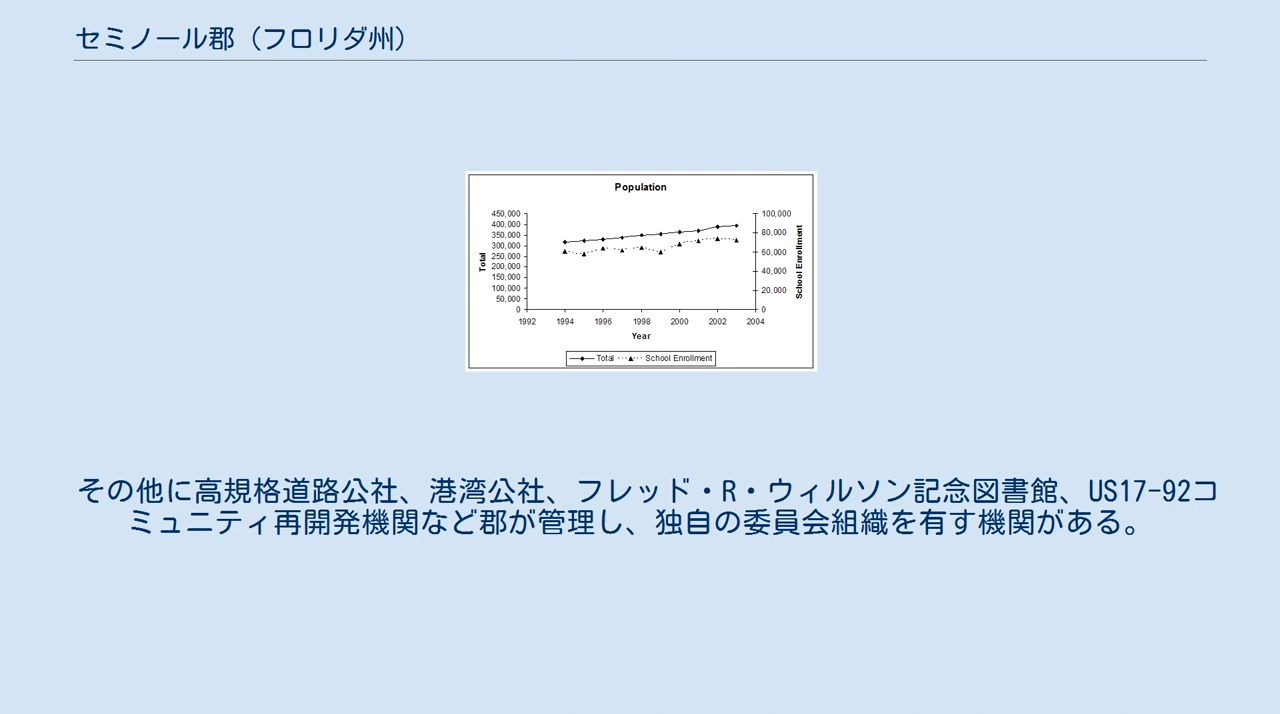 セミノール郡（フロリダ州）
Population
450,000
400,000
350,000
300,000
250,000
200,000
150,000
100,000
50,000
0
Total
100,000
80,000
60,000
40,000
20,000
0
School Enrollment
1992 1994 1996 1998 2000 2002 2004
Year
Total School Enrollment
その他に高規格道路公社、港湾公社、フレッド・R・ウィルソン記念図書館、US17-92コ
ミュニティ再開発機関など郡が管理し、独自の委員会組織を有す機関がある。